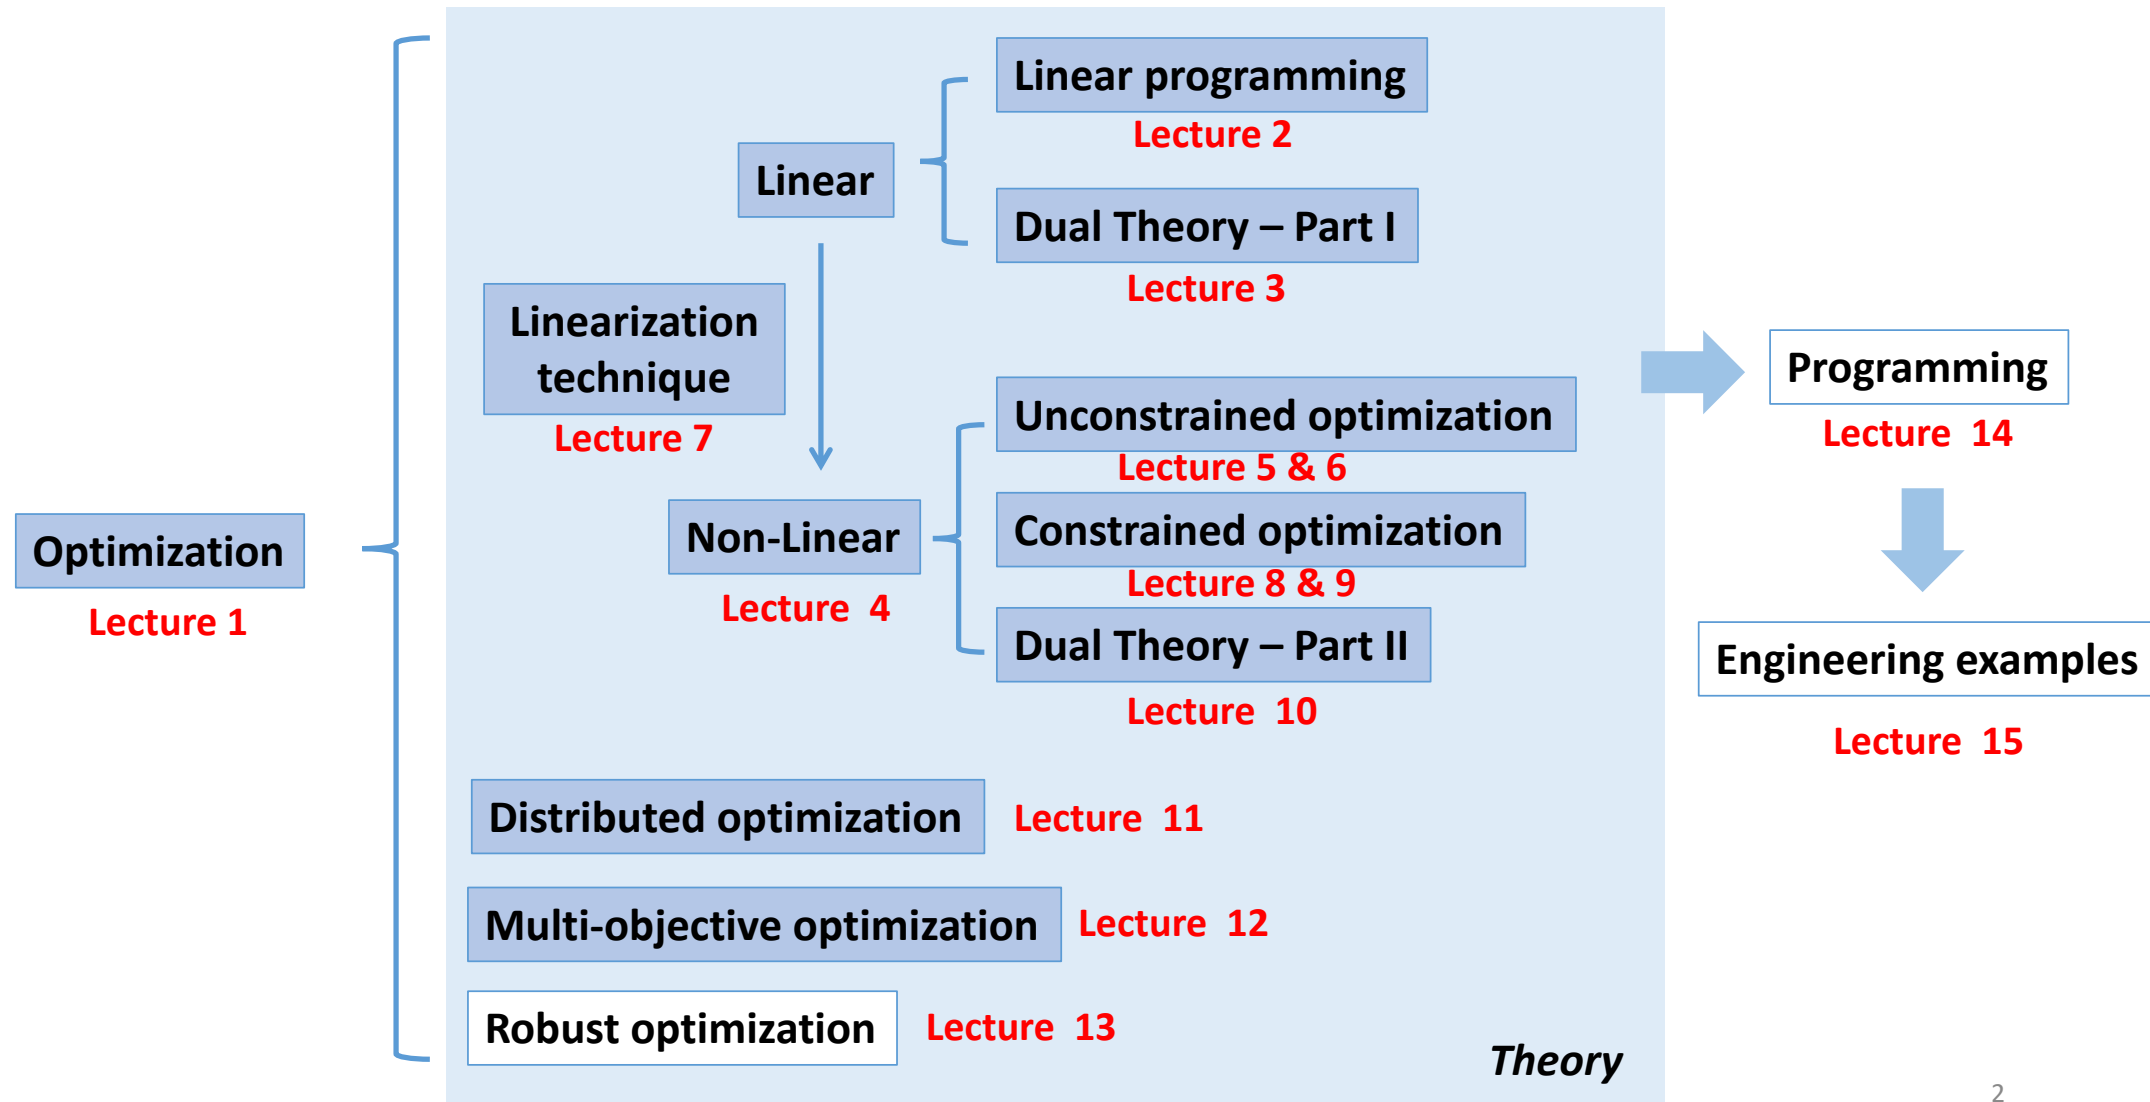 Linear programming
Lecture 2
Linear
Dual Theory – Part I
Lecture 3
Linearization
technique
Lecture 7
Unconstrained optimization
Lecture 5 & 6
Non-Linear
Lecture  4
Constrained optimization
Lecture 8 & 9
Dual Theory – Part II
Lecture  10
Optimization
Lecture 1
Distributed optimization
Lecture  11
Multi-objective optimization
Lecture  12
Robust optimization
Lecture  13
Theory
Programming
Lecture  14
Engineering examples
Lecture  15
2